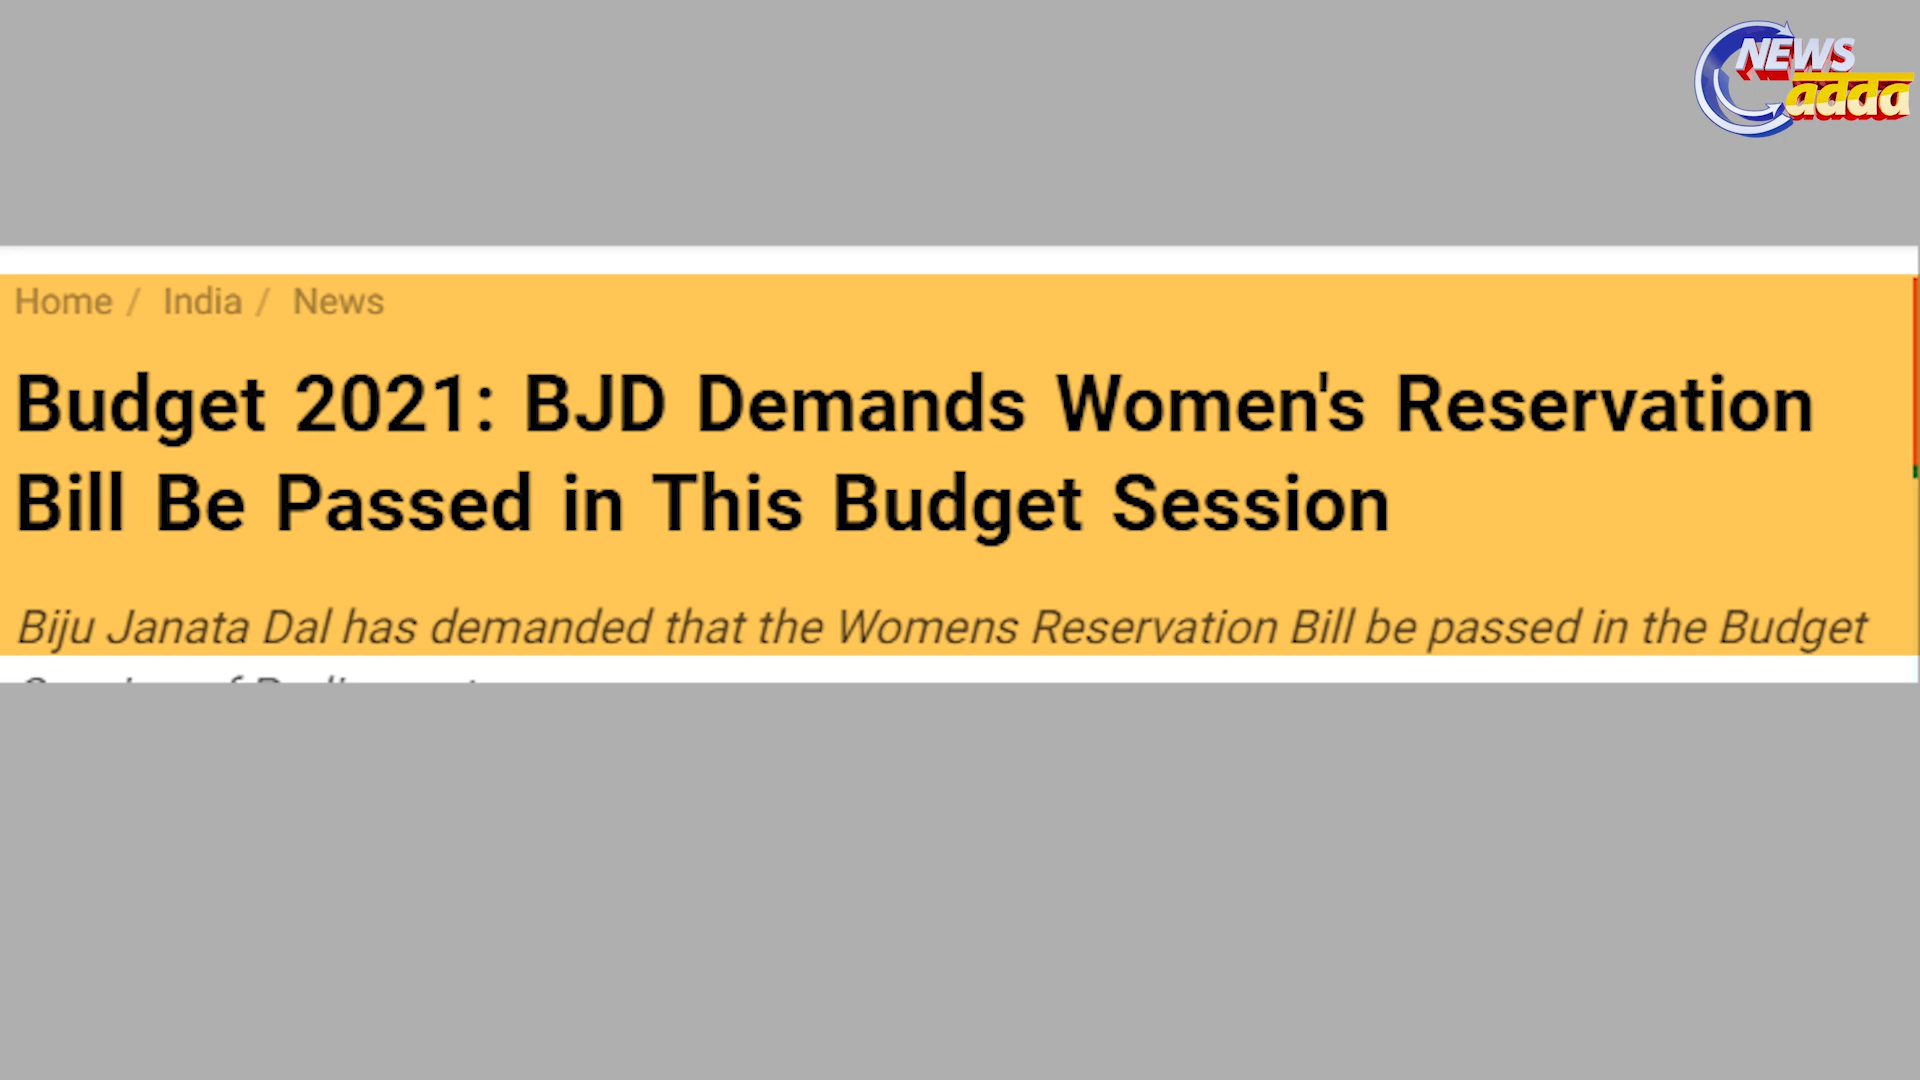 NEWS
adda
Home / India / News
Budget 2021: BJD Demands Women's Reservation
Bill Be Passed in This Budget Session
Biju Janata Dal has demanded that the Womens Reservation Bill be passed in the Budget